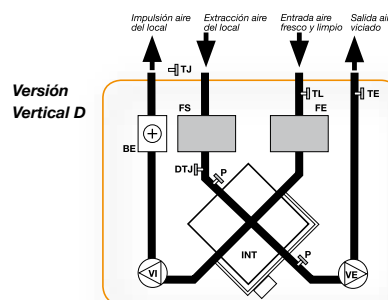 Impulsión aire
del local
Extracción aire
del local
Entrada aire
fresco y limpio
Salida ai
viciado
Versión
Vertical D
TJ
TL
TE
FS
FE
BE
DTJ
P
INT
P
VI
VE